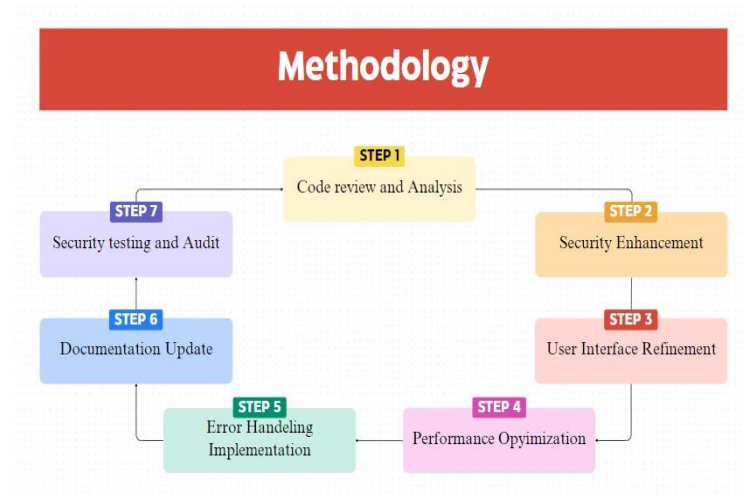 Methodology
STEP 1
Code review and Analysis
STEP 2
Security Enhancement
STEP 3
User Interface Refinement
STEP 4
Performance Opyimization
STEP 5
Error Handeling
Implementation
STEP 6
Documentation Update
STEP 7
Security testing and Audit